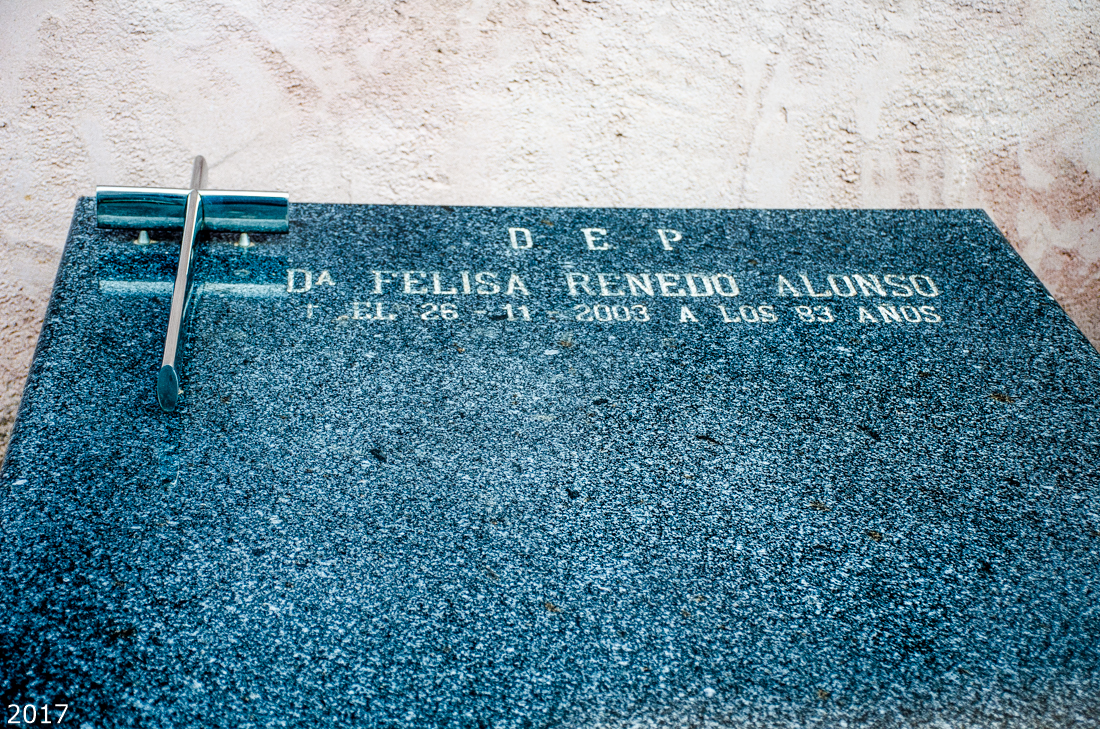 D E P
Dª FELISA RENEDO ALONSO
† EL 26 - 11 - 2003 A LOS 83 AÑOS
2017